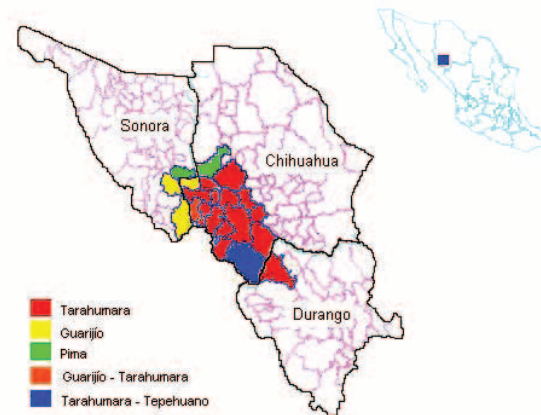 Sonora
Chihuahua
Durango
Tarahumara
Guarijío
Pima
Guarijío - Tarahumara
Tarahumara - Tepehuano